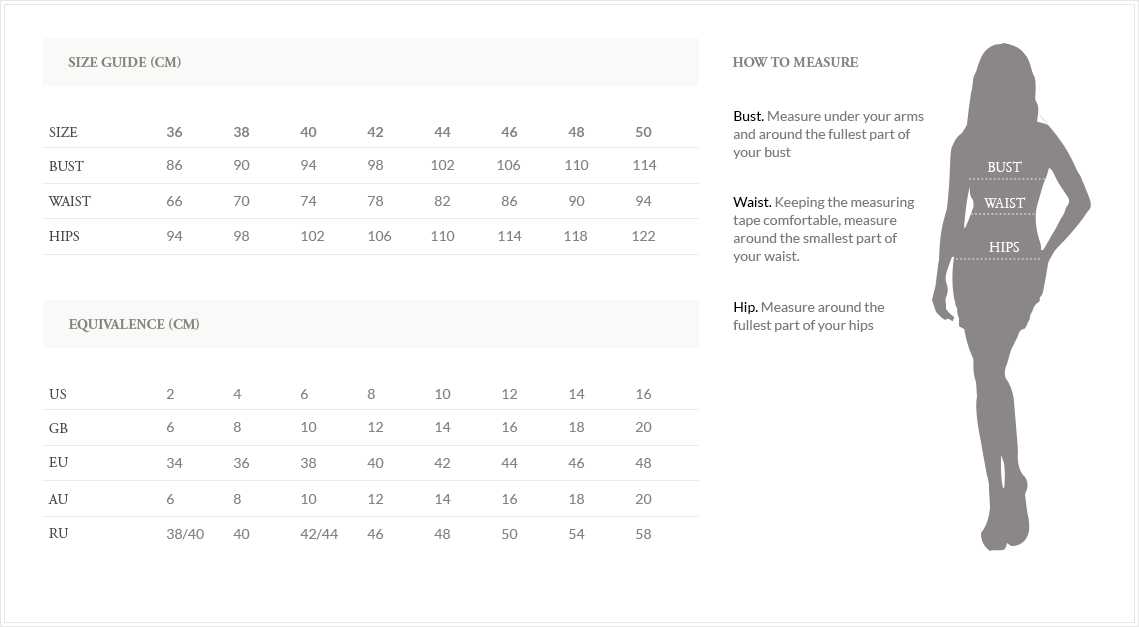 SIZE GUIDE (CM)
SIZE 36 38 40 42 44 46 48 50
BUST 86 90 94 98 102 106 110 114
WAIST 66 70 74 78 82 86 90 94
HIPS 94 98 102 106 110 114 118 122
EQUIVALENCE (CM)
US 2 4 6 8 10 12 14 16
GB 6 8 10 12 14 16 18 20
EU 34 36 38 40 42 44 46 48
AU 6 8 10 12 14 16 18 20
RU 38/40 40 42/44 46 48 50 54 58
HOW TO MEASURE
Bust. Measure under your arms
and around the fullest part of
your bust
Waist. Keeping the measuring
tape comfortable, measure
around the smallest part of
your waist.
Hip. Measure around the
fullest part of your hips
BUST
WAIST
HIPS